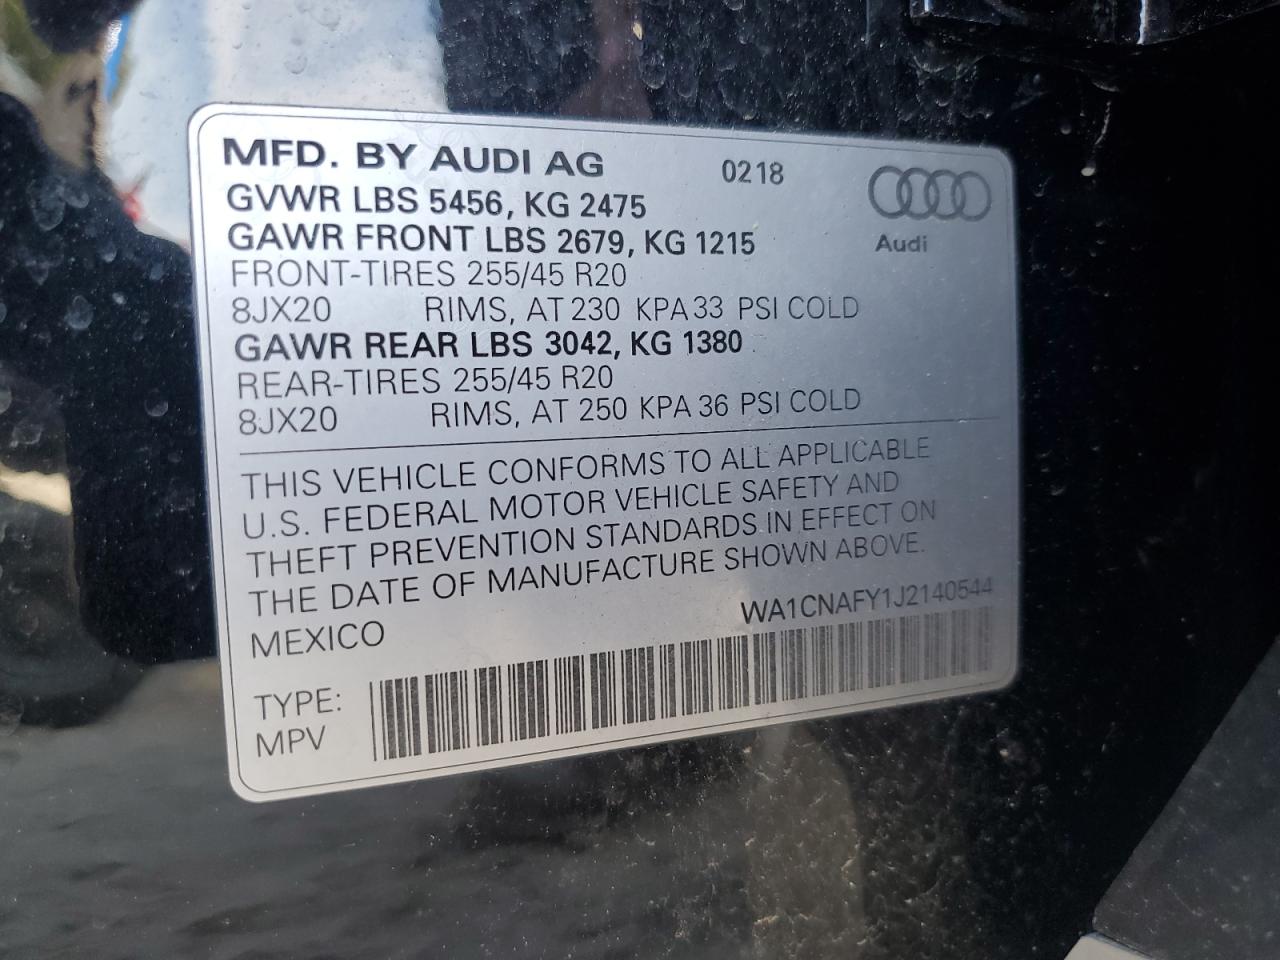 MFD. BY AUDI AG 0218
GVWR LBS 5456, KG 2475
GAWR FRONT LBS 2679, KG 1215
Audi
FRONT-TIRES 255/45 R20
8JX20 RIMS, AT 230 KPA 33 PSI COLD
GAWR REAR LBS 3042, KG 1380
REAR-TIRES 255/45 R20
8JX20 RIMS, AT 250 KPA 36 PSI COLD
THIS VEHICLE CONFORMS TO ALL APPLICABLE
U.S. FEDERAL MOTOR VEHICLE SAFETY AND
THEFT PREVENTION STANDARDS IN EFFECT ON
THE DATE OF MANUFACTURE SHOWN ABOVE.
MEXICO WA1CNAFY1J2140544
TYPE:
MPV